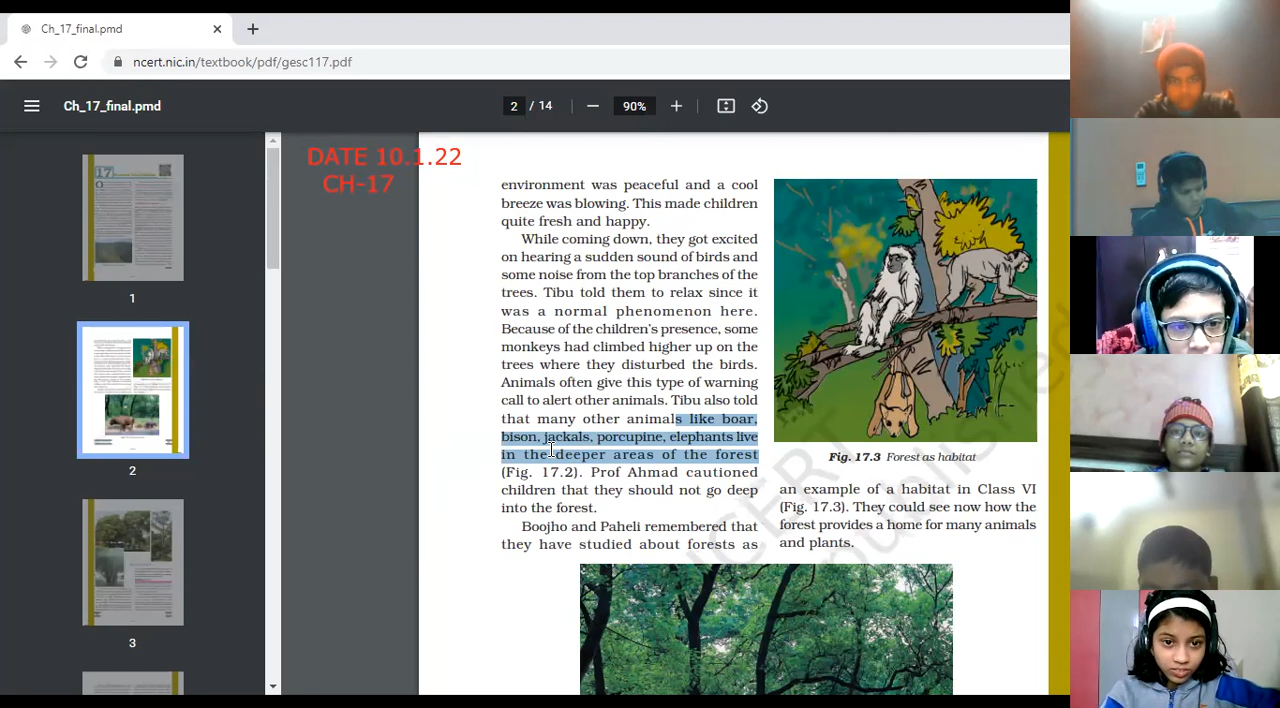 Ch_17_final.pmd
ncert.nic.in/textbook/pdf/gesc117.pdf
Ch_17_final.pmd
2 / 14
90%
DATE 10.1.22
CH-17
17
1
2
3
environment was peaceful and a cool
breeze was blowing. This made children
quite fresh and happy.
While coming down, they got excited
on hearing a sudden sound of birds and
some noise from the top branches of the
trees. Tibu told them to relax since it
was a normal phenomenon here.
Because of the children's presence, some
monkeys had climbed higher up on the
trees where they disturbed the birds.
Animals often give this type of warning
call to alert other animals. Tibu also told
that many other animals like boar,
bison, jackals, porcupine, elephants live
in the deeper areas of the forest
(Fig. 17.2). Prof Ahmad cautioned
children that they should not go deep
into the forest.
Boojho and Paheli remembered that
they have studied about forests as
Fig. 17.3 Forest as habitat
an example of a habitat in Class VI
(Fig. 17.3). They could see now how the
forest provides a home for many animals
and plants.